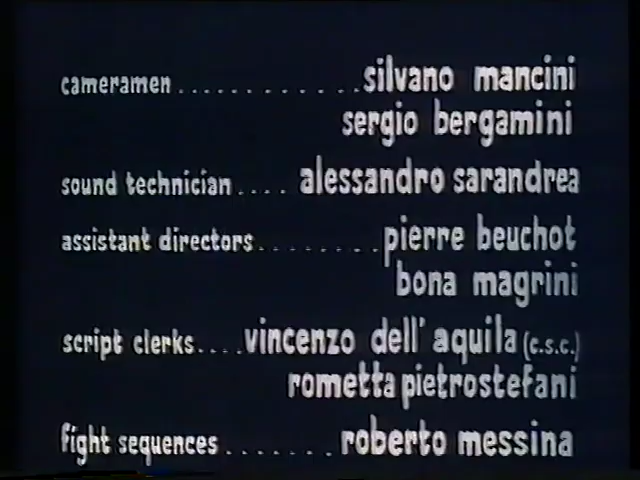 cameramen . . . . . . . . . . . . silvano mancini
sergio bergamini
sound technician . . . . alessandro sarandrea
assistant directors . . . . . . . . pierre beuchot
bona magrini
script clerks . . . . vincenzo dell' aquila (c.s.c.)
rometta pietrostefani
fight sequences . . . . . . . roberto messina